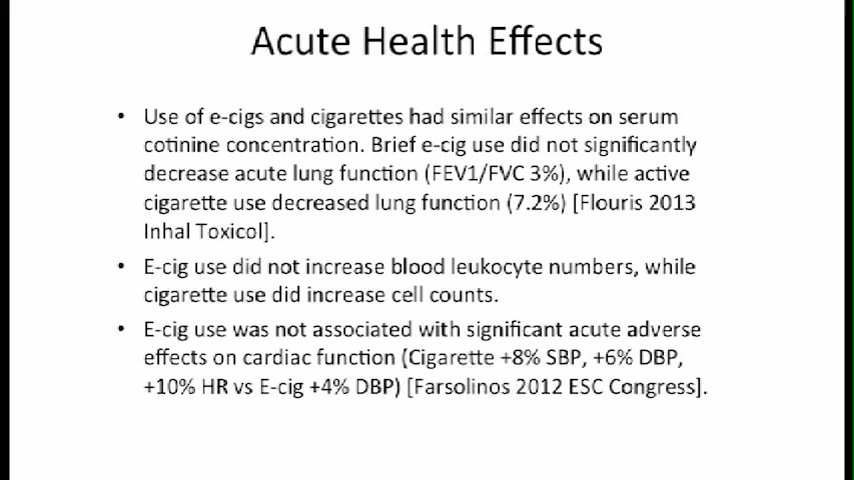 Acute Health Effects
• Use of e-cigs and cigarettes had similar effects on serum
cotinine concentration. Brief e-cig use did not significantly
decrease acute lung function (FEV1/FVC 3%), while active
cigarette use decreased lung function (7.2%) [Flouris 2013
Inhal Toxicol].
• E-cig use did not increase blood leukocyte numbers, while
cigarette use did increase cell counts.
• E-cig use was not associated with significant acute adverse
effects on cardiac function (Cigarette +8% SBP, +6% DBP,
+10% HR vs E-cig +4% DBP) [Farsolinos 2012 ESC Congress].